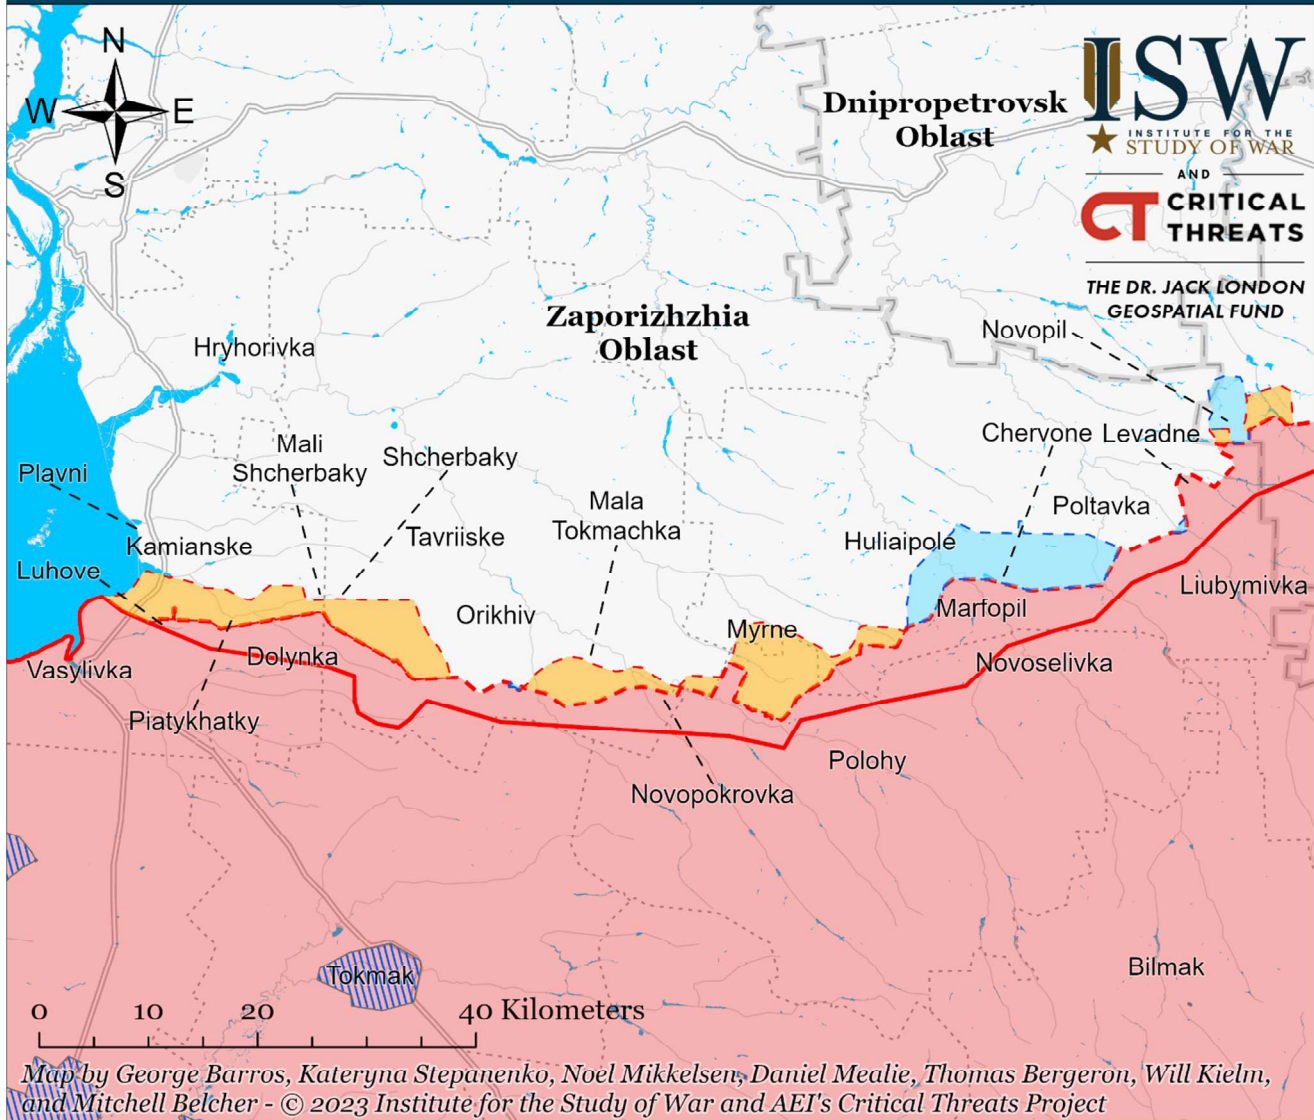 N
W
E
S
Dnipropetrovsk
Oblast
ISW
INSTITUTE FOR THE
STUDY OF WAR
AND
CT CRITICAL
THREATS
THE DR. JACK LONDON
GEOSPATIAL FUND
Zaporizhzhia
Oblast
Novopil
Hryhorivka
Mali
Shcherbaky
Shcherbaky
Chervone
Levadne
Plavni
Mala
Tokmachka
Poltavka
Kamianske
Tavriiske
Huliaipole
Luhove
Orikhiv
Marfopil
Liubymivka
Myrne
Vasylivka
Dolynka
Novoselivka
Piatykhatky
Polohy
Novopokrovka
Tokmak
Bilmak
0 10 20 40 Kilometers
Map by George Barros, Kateryna Stepanenko, Noel Mikkelsen, Daniel Mealie, Thomas Bergeron, Will Kielm,
and Mitchell Belcher - © 2023 Institute for the Study of War and AEI's Critical Threats Project